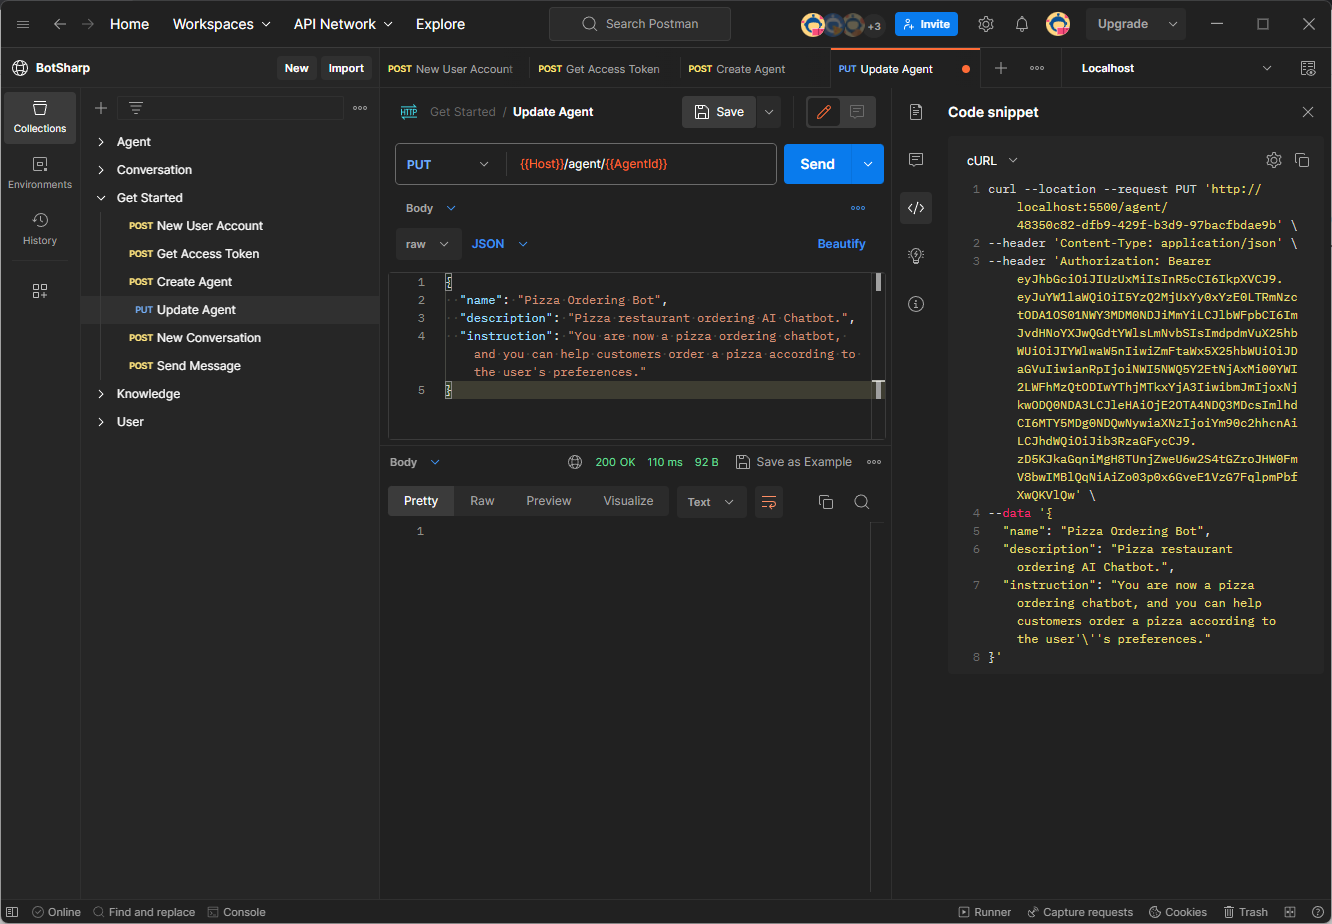 Home Workspaces API Network Explore Search Postman +3 Invite Upgrade
BotSharp New Import POST New User Account POST Get Access Token POST Create Agent PUT Update Agent Localhost
Collections
Environments
History
Agent
Conversation
Get Started
POST New User Account
POST Get Access Token
POST Create Agent
PUT Update Agent
POST New Conversation
POST Send Message
Knowledge
User
HTTP Get Started / Update Agent Save
PUT {{Host}}/agent/{{AgentId}} Send
Body
raw JSON Beautify
1 {
2 "name": "Pizza Ordering Bot",
3 "description": "Pizza restaurant ordering AI Chatbot.",
4 "instruction": "You are now a pizza ordering chatbot,
and you can help customers order a pizza according to
the user's preferences."
5 }
Body 200 OK 110 ms 92 B Save as Example
Pretty Raw Preview Visualize Text
1
Code snippet
cURL
1 curl --location --request PUT 'http://
localhost:5500/agent/
48350c82-dfb9-429f-b3d9-97bacfbdae9b' \
2 --header 'Content-Type: application/json' \
3 --header 'Authorization: Bearer
4 --data '{
5 "name": "Pizza Ordering Bot",
6 "description": "Pizza restaurant
ordering AI Chatbot.",
7 "instruction": "You are now a pizza
ordering chatbot, and you can help
customers order a pizza according to
the user'\''s preferences."
8 }'
Online Find and replace Console Runner Capture requests Cookies Trash